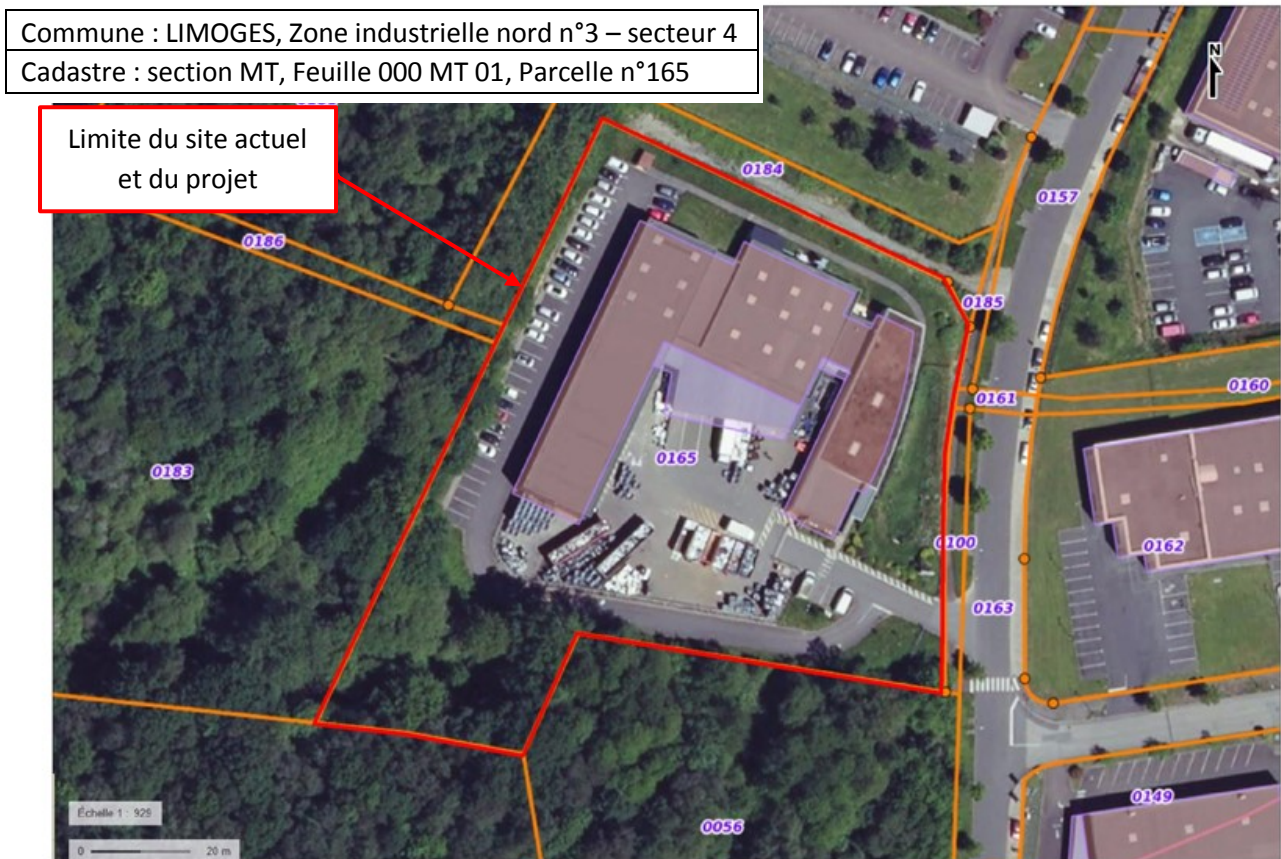 Commune : LIMOGES, Zone industrielle nord n°3 – secteur 4
Cadastre : section MT, Feuille 000 MT 01, Parcelle n°165
Limite du site actuel
et du projet
N
0184
0157
0186
0185
0160
0161
0165
0183
0100
0162
0163
0149
0056
Échelle 1 : 929
0 20 m